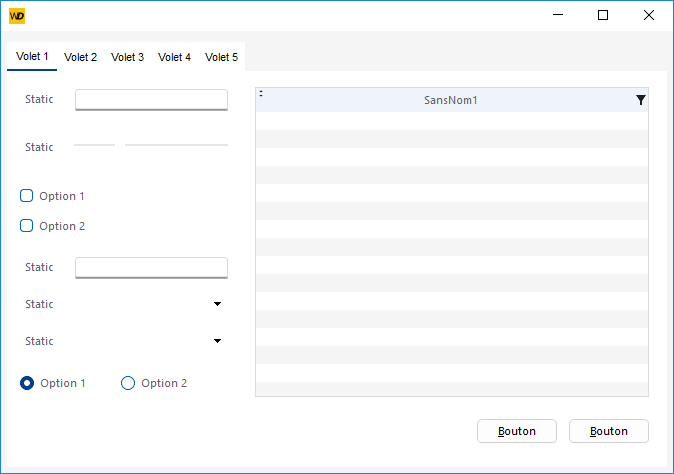 WD
Volet 1 Volet 2 Volet 3 Volet 4 Volet 5
Static
SansNom1
Static
Option 1
Option 2
Static
Static
Static
Option 1 Option 2
Bouton Bouton